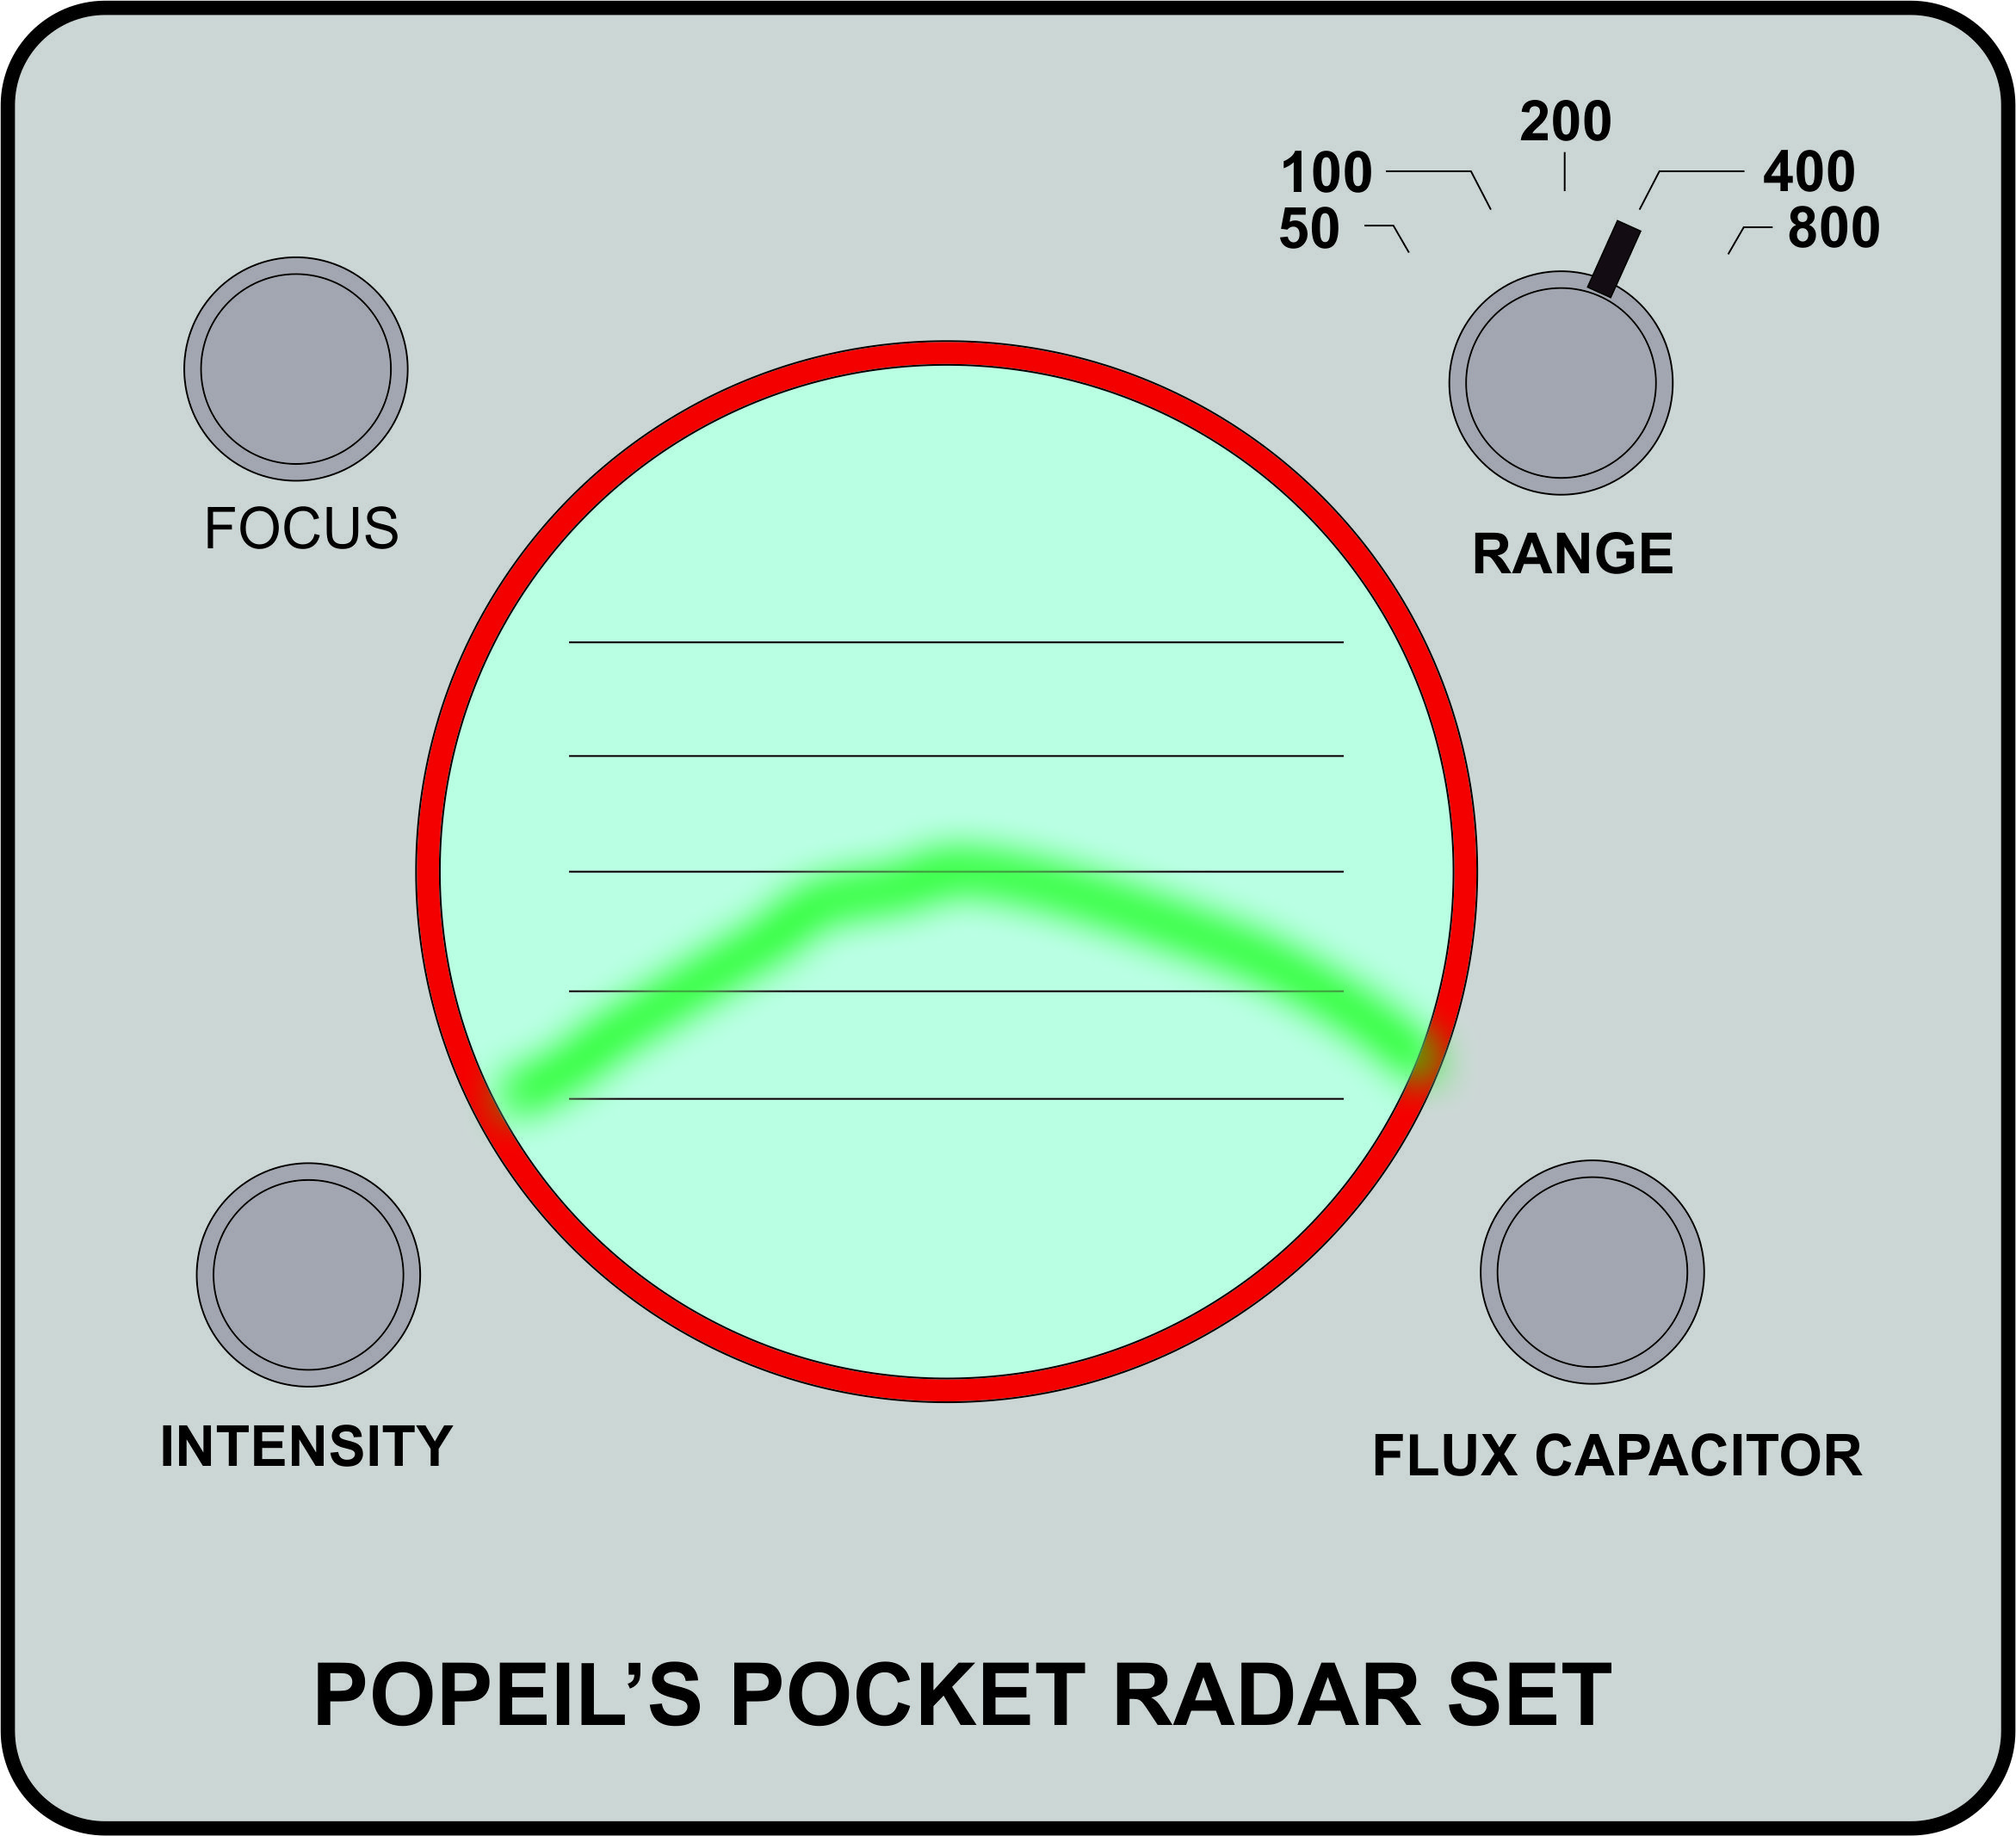 200
100
400
50
800
FOCUS
RANGE
INTENSITY
FLUX CAPACITOR
POPEIL’S POCKET RADAR SET